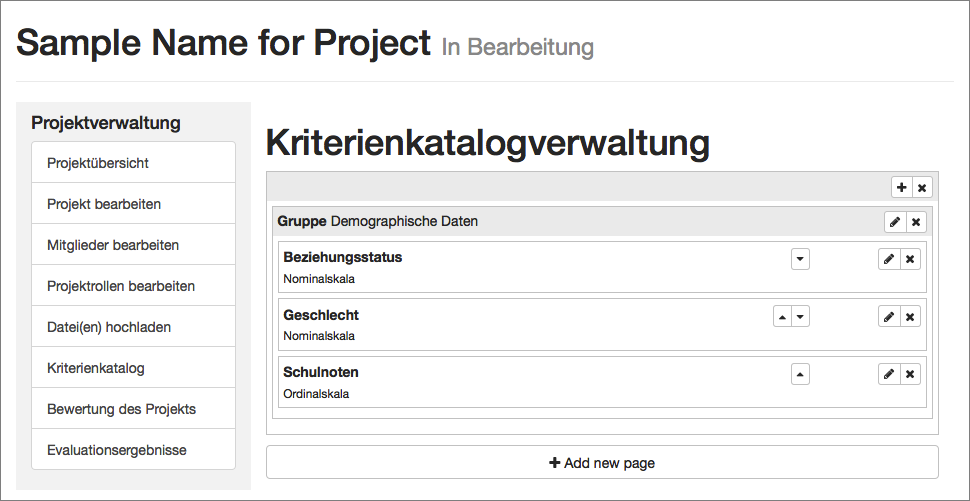 Sample Name for Project In Bearbeitung
Projektverwaltung
Projektübersicht
Projekt bearbeiten
Mitglieder bearbeiten
Projektrollen bearbeiten
Datei(en) hochladen
Kriterienkatalog
Bewertung des Projekts
Evaluationsergebnisse
Kriterienkatalogverwaltung
Gruppe Demographische Daten
Beziehungsstatus
Nominalskala
Geschlecht
Nominalskala
Schulnoten
Ordinalskala
Add new page